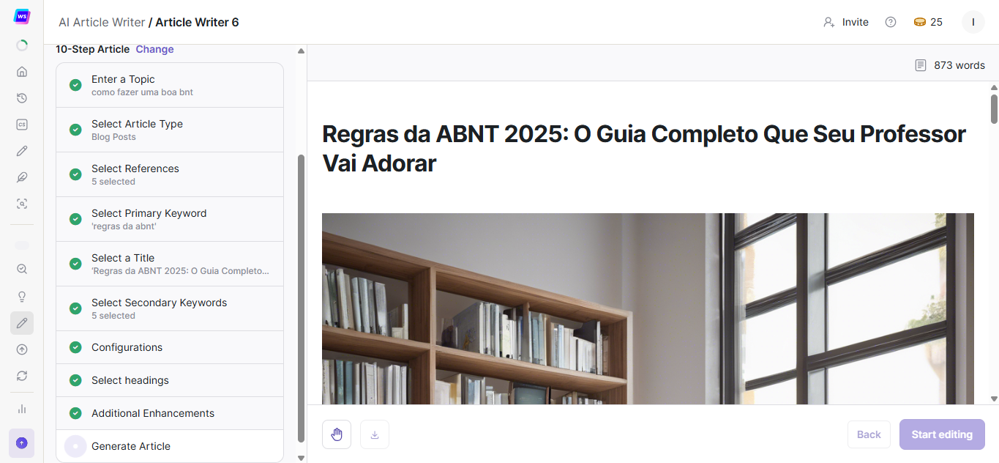 WS
AI Article Writer / Article Writer 6
Invite
25
I
10-Step Article Change
CS
873 words
Enter a Topic
como fazer uma boa bnt
Select Article Type
Blog Posts
Select References
5 selected
Select Primary Keyword
'regras da abnt'
Select a Title
'Regras da ABNT 2025: O Guia Completo...
Select Secondary Keywords
5 selected
Configurations
Select headings
Additional Enhancements
Generate Article
Regras da ABNT 2025: O Guia Completo Que Seu Professor
Vai Adorar
Back
Start editing